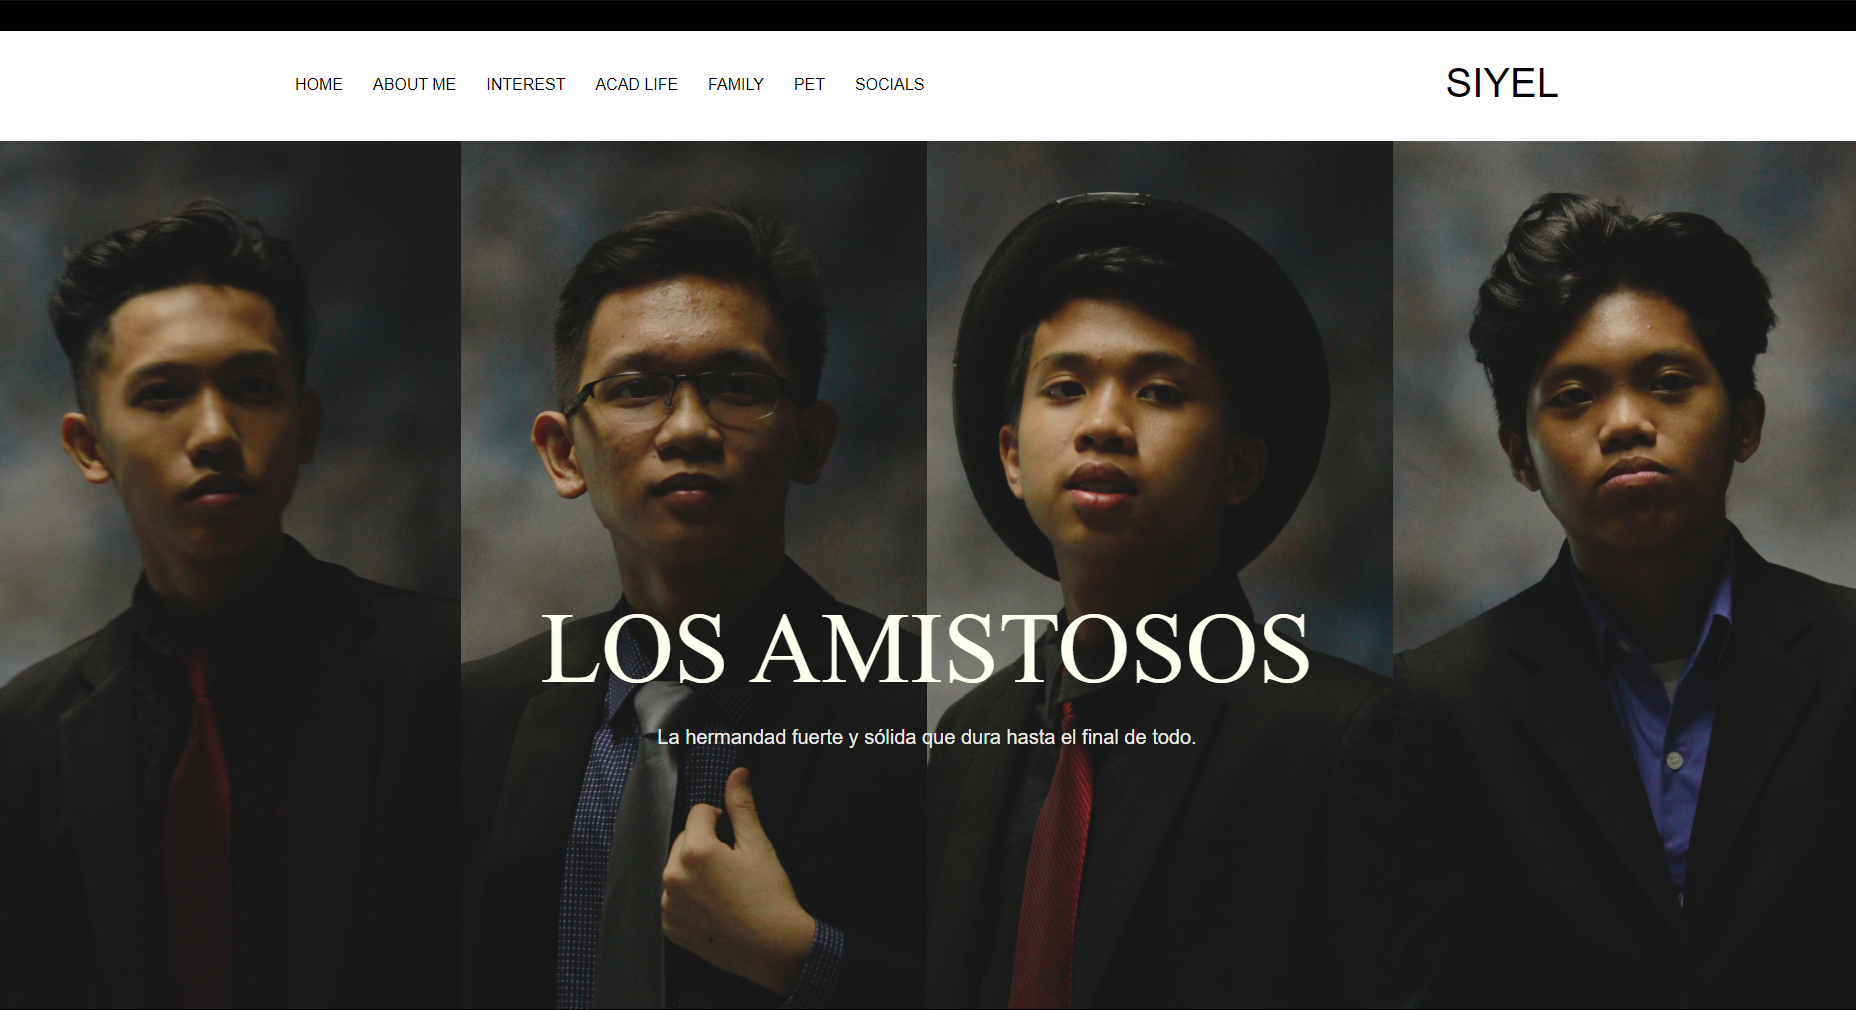 HOME ABOUT ME INTEREST ACAD LIFE FAMILY PET SOCIALS SIYEL
LOS AMISTOSOS
La hermandad fuerte y sólida que dura hasta el final de todo.